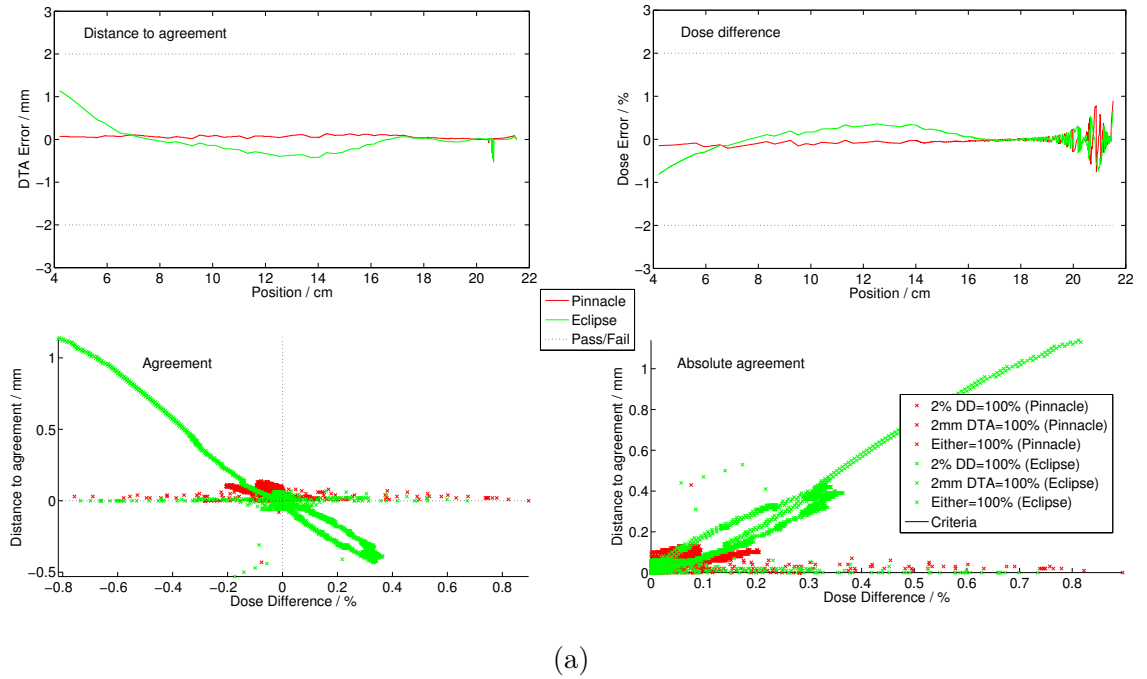 Distance to agreement
3
2
1
0
−1
−2
−3
DTA Error / mm
4 6 8 10 12 14 16 18 20 22
Position / cm
Dose difference
3
2
1
0
−1
−2
−3
Dose Error / %
4 6 8 10 12 14 16 18 20 22
Position / cm
Pinnacle
Eclipse
Pass/Fail
Agreement
1
0.5
0
−0.5
Distance to agreement / mm
−0.8 −0.6 −0.4 −0.2 0 0.2 0.4 0.6 0.8
Dose Difference / %
Absolute agreement
1
0.8
0.6
0.4
0.2
0
Distance to agreement / mm
0 0.1 0.2 0.3 0.4 0.5 0.6 0.7 0.8
Dose Difference / %
2% DD=100% (Pinnacle)
2mm DTA=100% (Pinnacle)
Either=100% (Pinnacle)
2% DD=100% (Eclipse)
2mm DTA=100% (Eclipse)
Either=100% (Eclipse)
Criteria
(a)